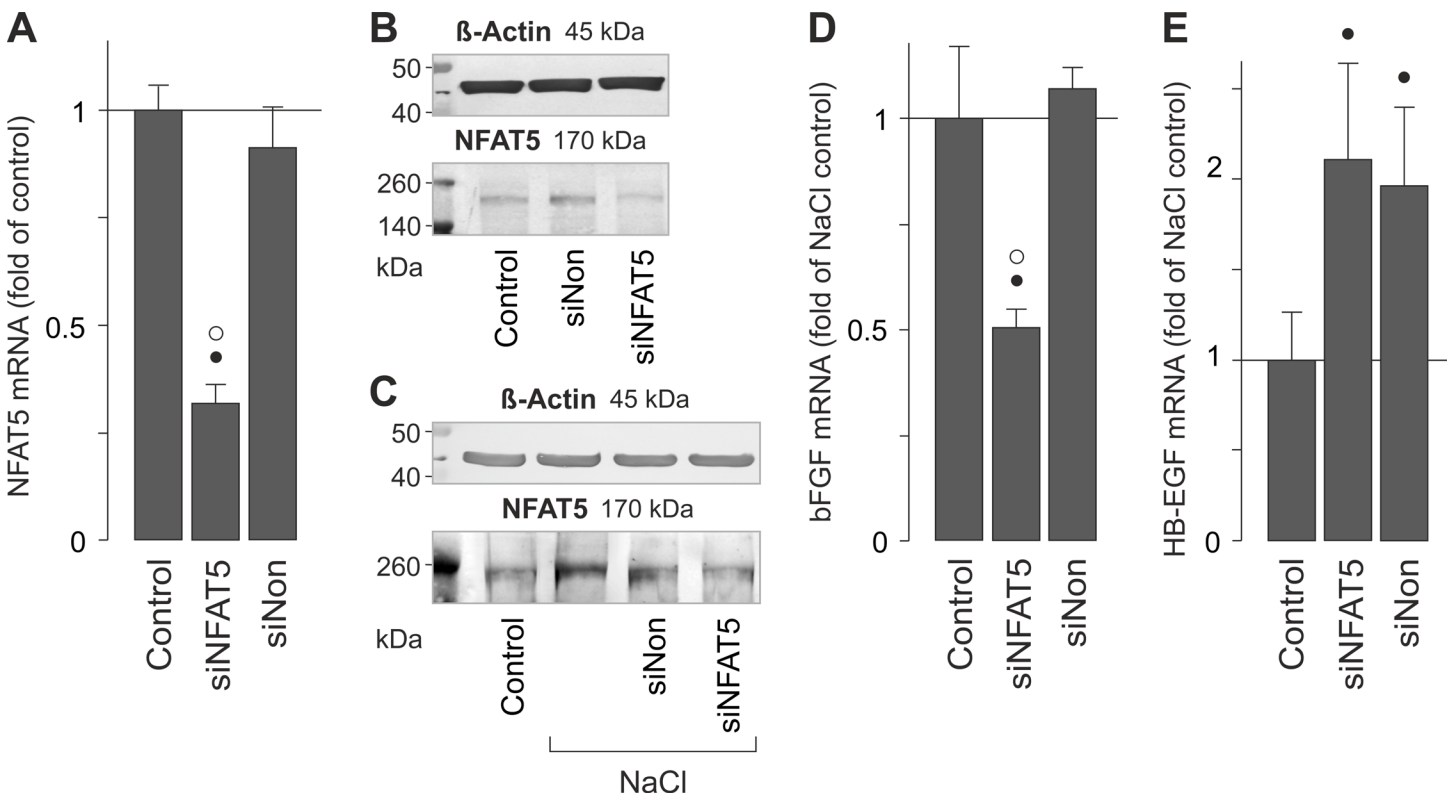 A
NFAT5 mRNA (fold of control)
1
0.5
0
Control
siNFAT5
siNon
B
ß-Actin 45 kDa
50
40
NFAT5 170 kDa
260
140
kDa
Control
siNon
siNFAT5
C
ß-Actin 45 kDa
50
40
NFAT5 170 kDa
260
kDa
Control
siNon
siNFAT5
NaCl
D
bFGF mRNA (fold of NaCl control)
1
0.5
0
Control
siNFAT5
siNon
E
HB-EGF mRNA (fold of NaCl control)
2
1
0
Control
siNFAT5
siNon